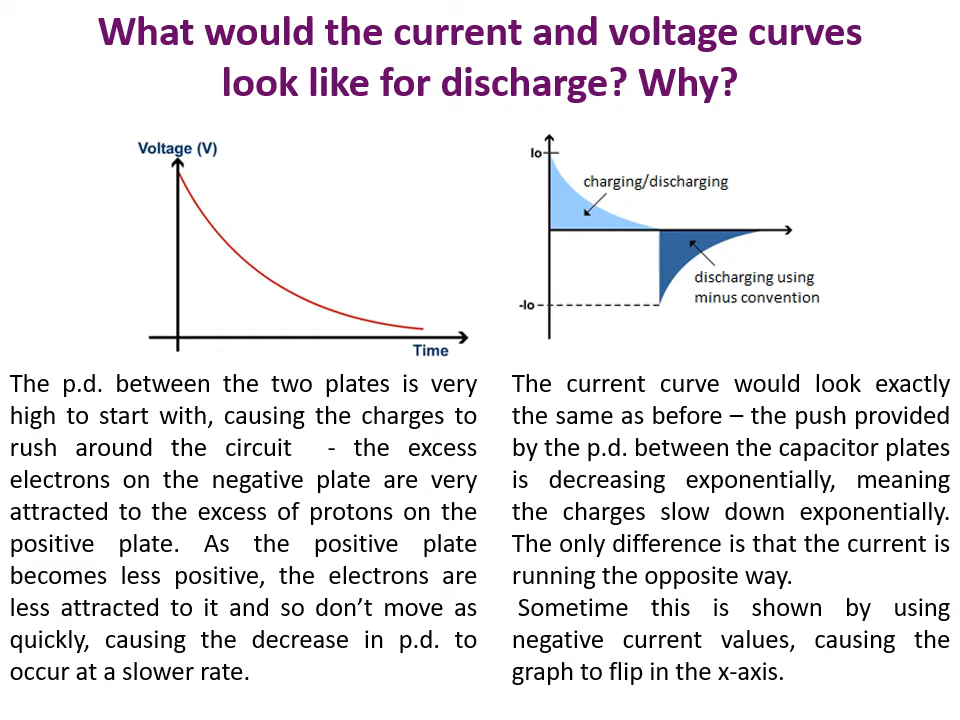 What would the current and voltage curves
look like for discharge? Why?
Voltage (V)
Time
Io
charging/discharging
discharging using
minus convention
-Io
The p.d. between the two plates is very
high to start with, causing the charges to
rush around the circuit - the excess
electrons on the negative plate are very
attracted to the excess of protons on the
positive plate. As the positive plate
becomes less positive, the electrons are
less attracted to it and so don’t move as
quickly, causing the decrease in p.d. to
occur at a slower rate.
The current curve would look exactly
the same as before – the push provided
by the p.d. between the capacitor plates
is decreasing exponentially, meaning
the charges slow down exponentially.
The only difference is that the current is
running the opposite way.
Sometime this is shown by using
negative current values, causing the
graph to flip in the x-axis.